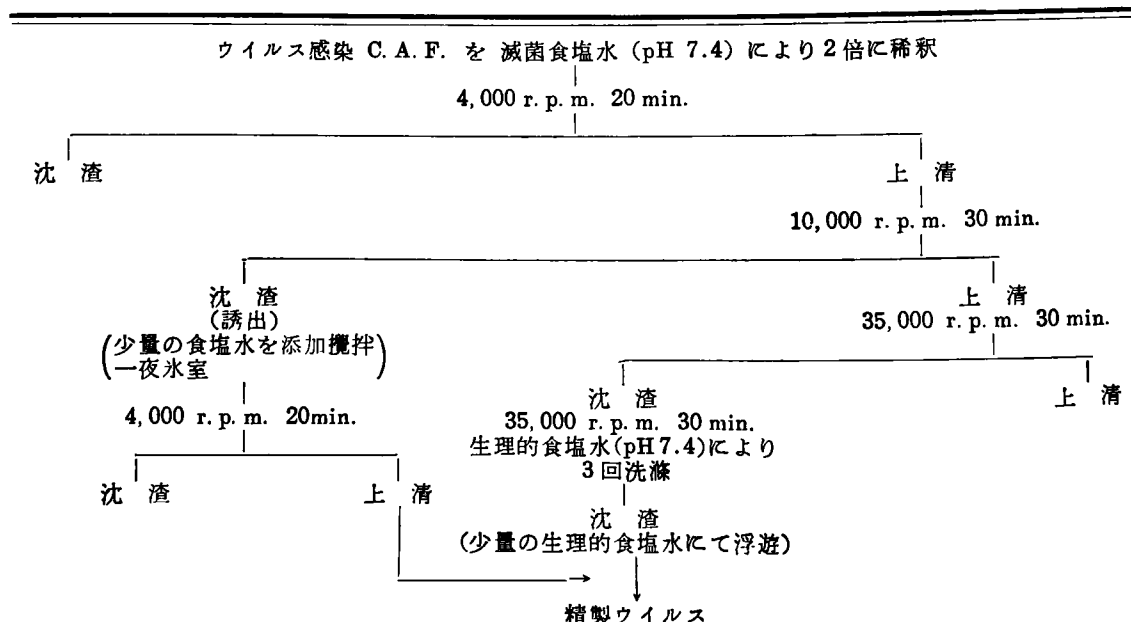 ウイルス感染 C. A. F. を 滅菌食塩水 (pH 7.4) により2倍に稀釈
4,000 r. p. m. 20 min.
沈 渣
上 清
10,000 r. p. m. 30 min.
沈 渣
(誘出)
(少量の食塩水を添加攪拌
一夜氷室)
上 清
35,000 r. p. m. 30 min.
4,000 r. p. m. 20min.
沈 渣
上 清
沈 渣
35,000 r. p. m. 30 min.
生理的食塩水(pH 7.4)により
3回洗滌
上 清
沈 渣
(少量の生理的食塩水にて浮遊)
精製ウイルス